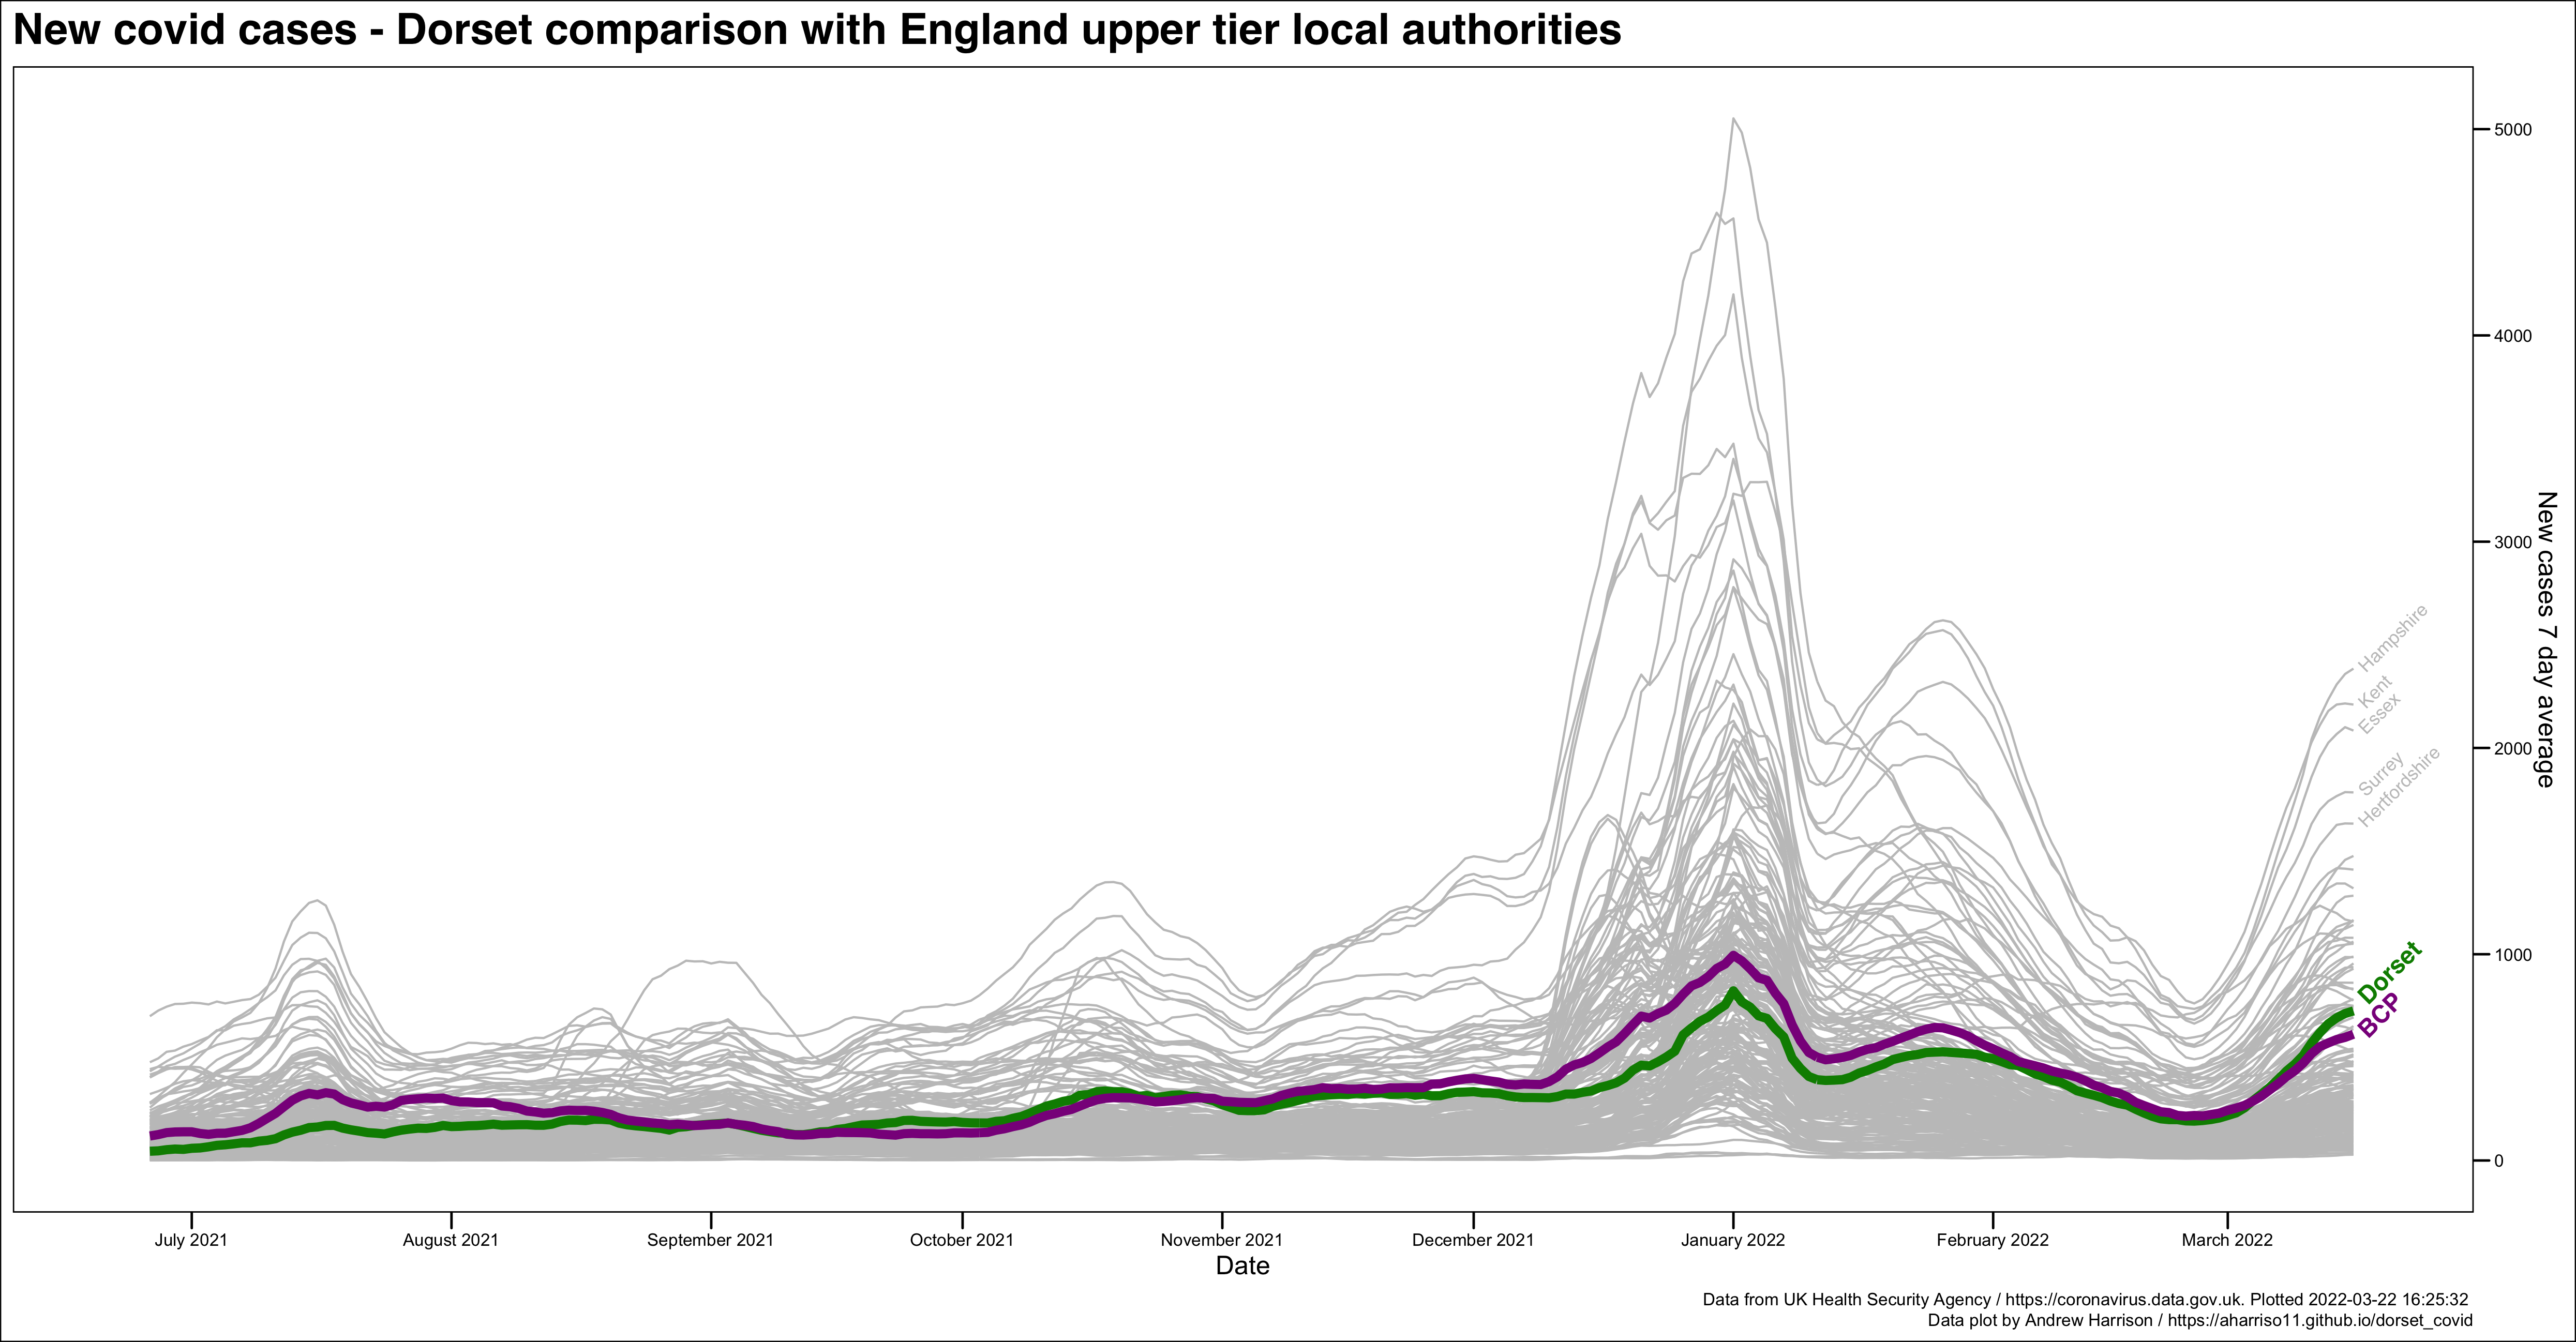 New covid cases - Dorset comparison with England upper tier local authorities
5000
4000
3000
2000
1000
0
New cases 7 day average
Hampshire
Kent
Essex
Surrey
Hertfordshire
Dorset
BCP
July 2021
August 2021
September 2021
October 2021
November 2021
December 2021
January 2022
February 2022
March 2022
Date
Data from UK Health Security Agency / https://coronavirus.data.gov.uk. Plotted 2022-03-22 16:25:32
Data plot by Andrew Harrison / https://aharriso11.github.io/dorset_covid